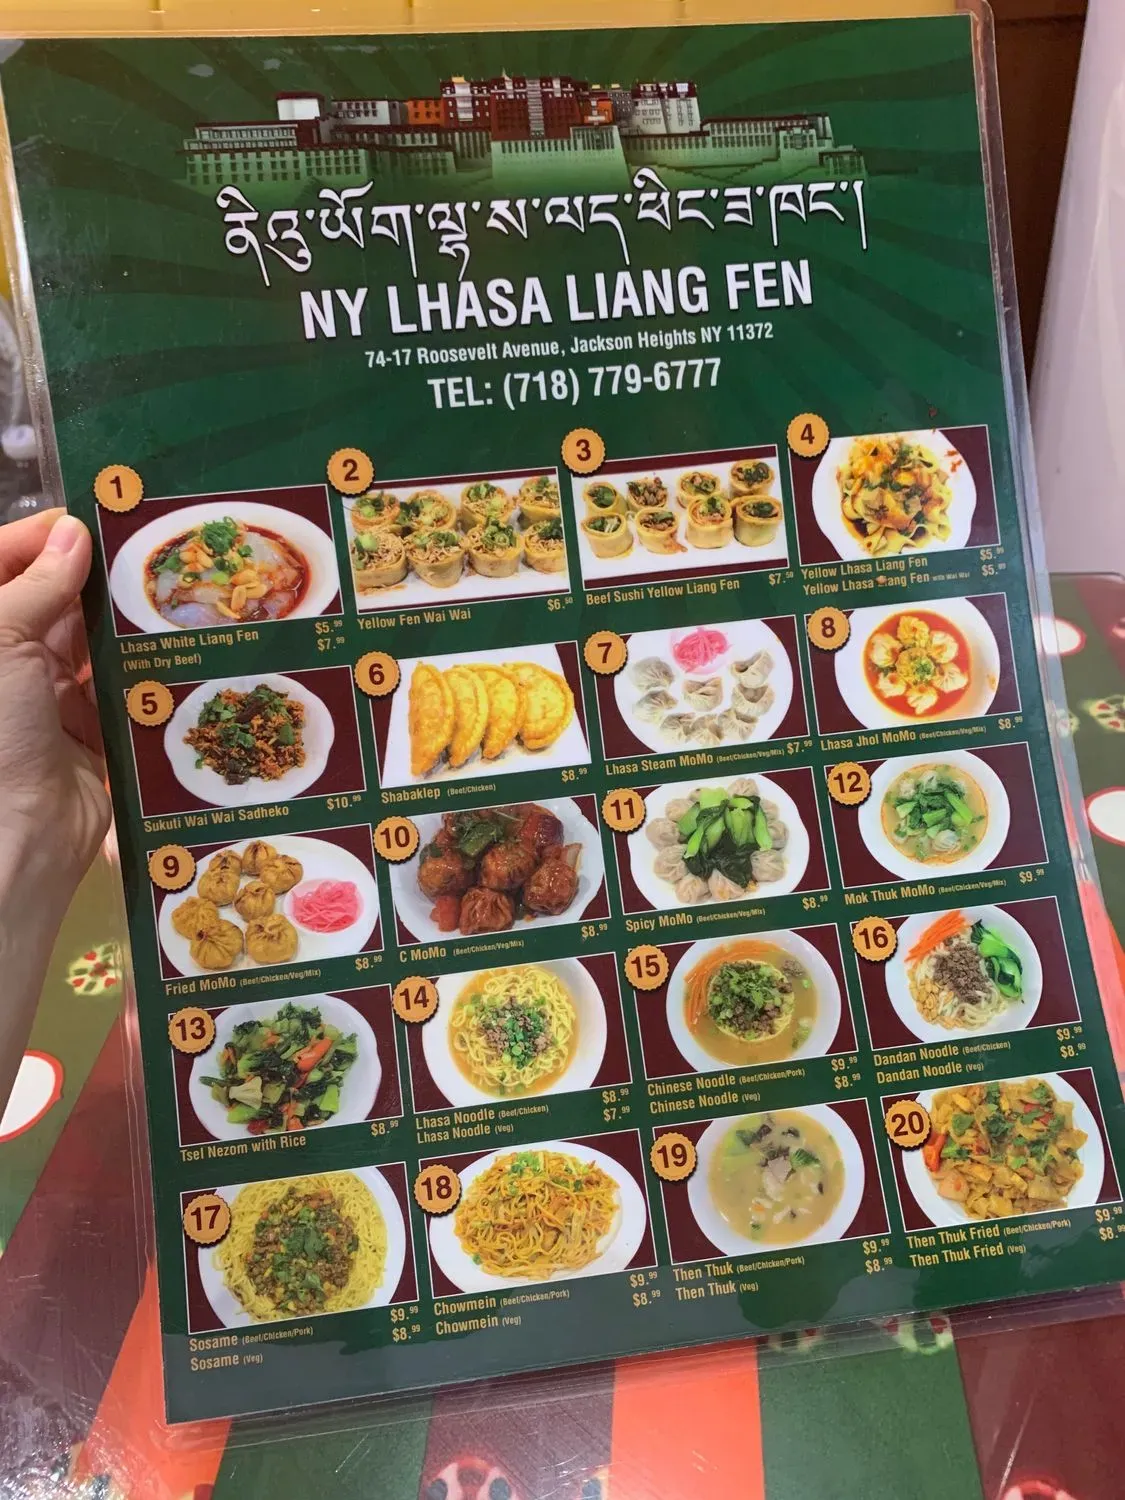 ནིའུ་ཡོག་ལྷ་ས་ལད་ཕིང་ཟ་ཁང་།
NY LHASA LIANG FEN
74-17 Roosevelt Avenue, Jackson Heights NY 11372
TEL: (718) 779-6777
1
Lhasa White Liang Fen $5.99
(With Dry Beef) $7.99
2
Yellow Fen Wai Wai $6.50
3
Beef Sushi Yellow Liang Fen $7.50
4
Yellow Lhasa Liang Fen $5.99
Yellow Lhasa Liang Fen with Wai Wai $5.99
5
Sukuti Wai Wai Sadheko $10.99
6
Shabaklep (Beef/Chicken) $8.99
7
Lhasa Steam MoMo (Beef/Chicken/Veg/Mix) $7.99
8
Lhasa Jhol MoMo (Beef/Chicken/Veg/Mix) $8.99
9
Fried MoMo (Beef/Chicken/Veg/Mix) $8.99
10
C MoMo (Beef/Chicken/Veg/Mix) $8.99
11
Spicy MoMo (Beef/Chicken/Veg/Mix) $8.99
12
Mok Thuk MoMo (Beef/Chicken/Veg/Mix) $9.99
13
Tsel Nezom with Rice $8.99
14
Lhasa Noodle (Beef/Chicken) $8.99
Lhasa Noodle (Veg) $7.99
15
Chinese Noodle (Beef/Chicken/Pork) $9.99
Chinese Noodle (Veg) $8.99
16
Dandan Noodle (Beef/Chicken) $9.99
Dandan Noodle (Veg) $8.99
17
Sosame (Beef/Chicken/Pork) $9.99
Sosame (Veg) $8.99
18
Chowmein (Beef/Chicken/Pork) $9.99
Chowmein (Veg) $8.99
19
Then Thuk (Beef/Chicken/Pork) $9.99
Then Thuk (Veg) $8.99
20
Then Thuk Fried (Beef/Chicken/Pork) $9.99
Then Thuk Fried (Veg) $8.99